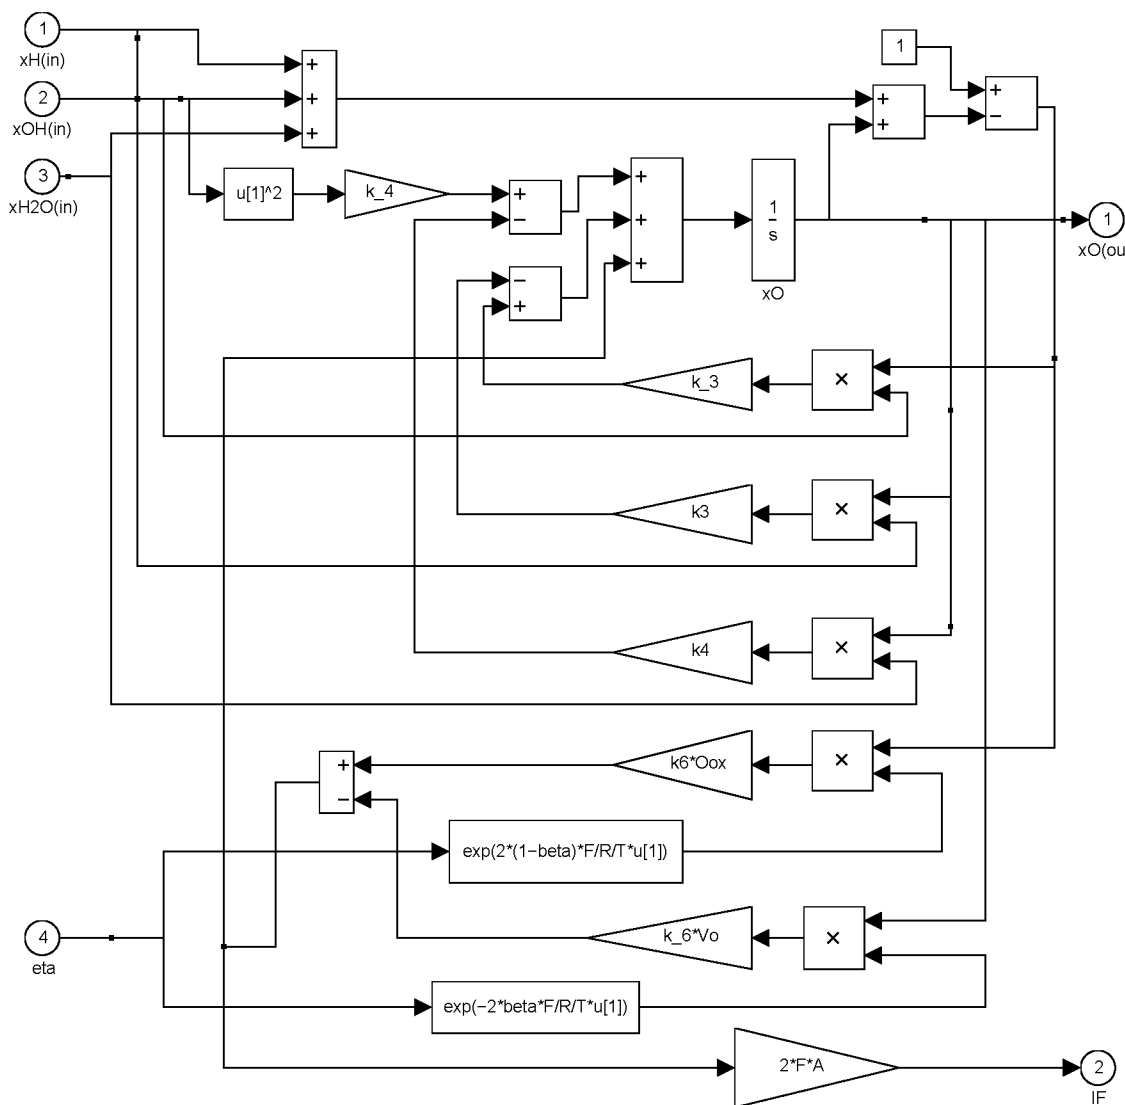 1
xH(in)
2
xOH(in)
3
xH2O(in)
+
+
+
1
+
+
+
−
u[1]^2
k_4
+
−
+
+
+
1
s
xO
1
xO(ou
−
+
k_3
×
k3
×
k4
×
+
−
k6*Oox
×
exp(2*(1−beta)*F/R/T*u[1])
4
eta
k_6*Vo
×
exp(−2*beta*F/R/T*u[1])
2*F*A
2
IF